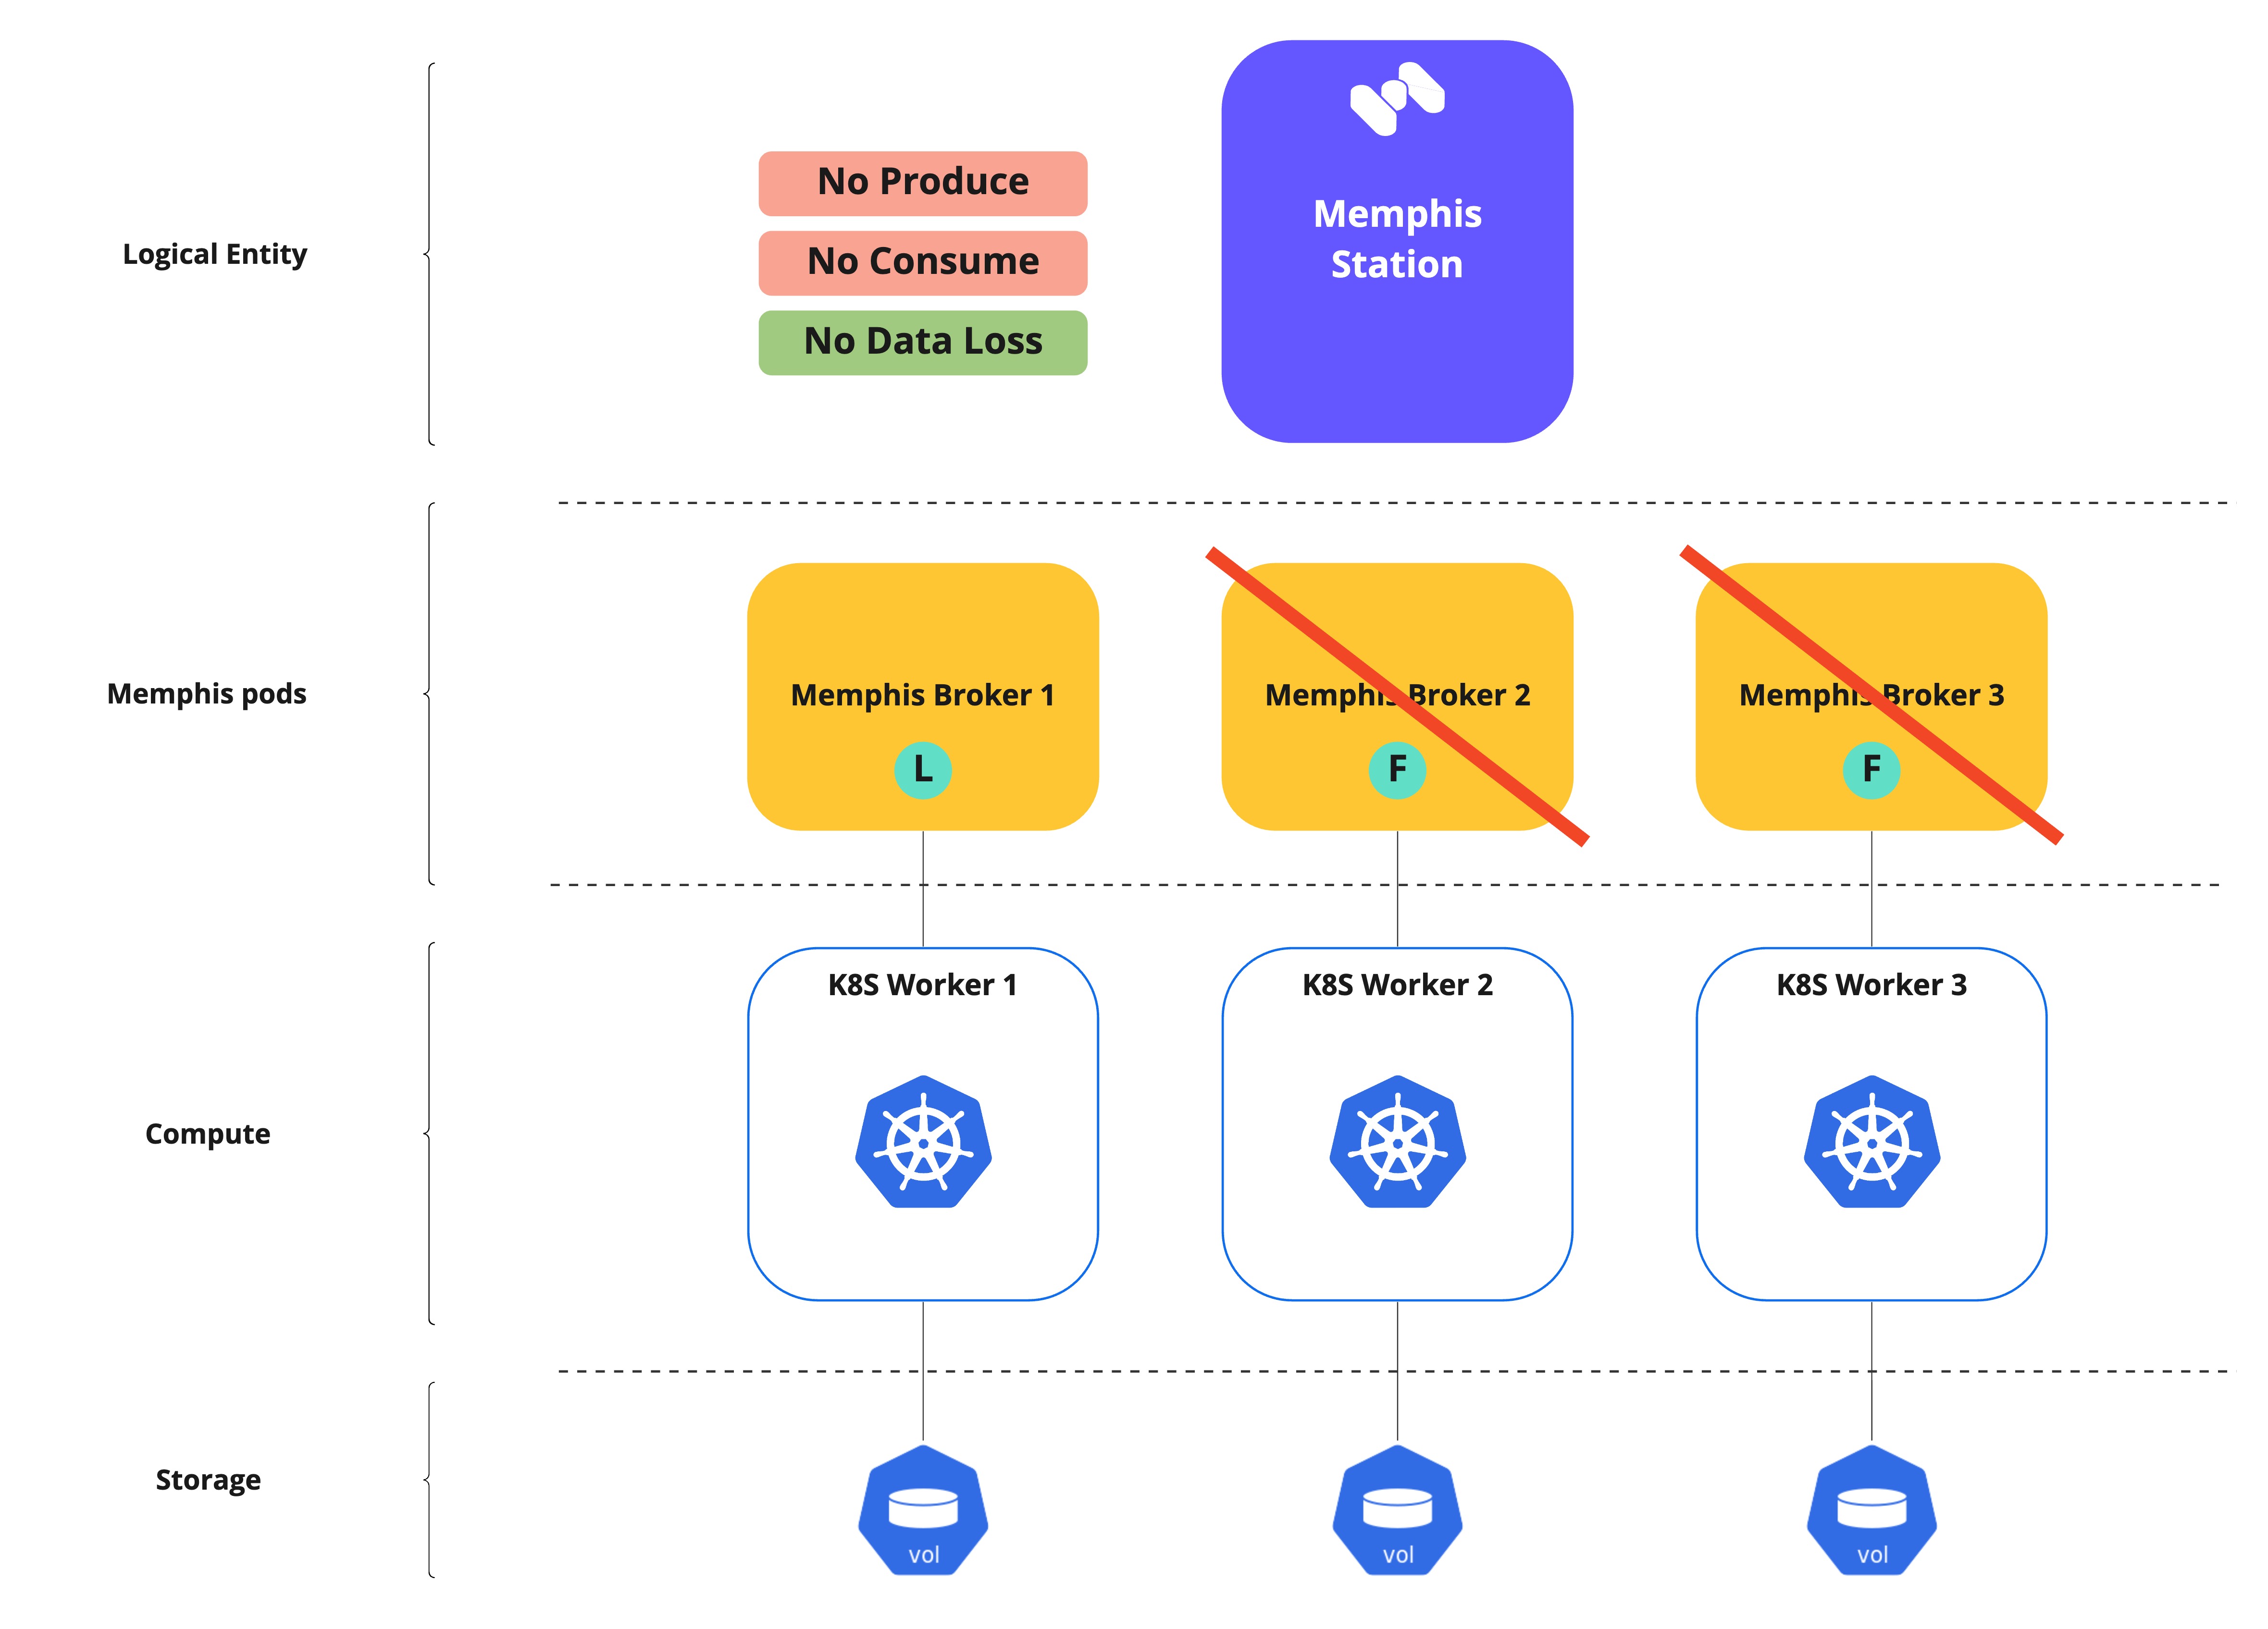 Logical Entity
No Produce
No Consume
No Data Loss
Memphis
Station
Memphis pods
Memphis Broker 1
L
Memphis Broker 2
F
Memphis Broker 3
F
Compute
K8S Worker 1
K8S Worker 2
K8S Worker 3
Storage
vol
vol
vol